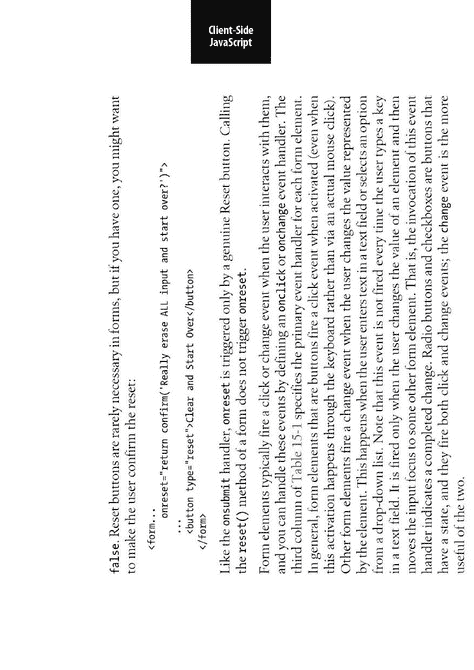 Client-Side
JavaScript
false. Reset buttons are rarely necessary in forms, but if you have one, you might want
to make the user confirm the reset:
<form...
onreset="return confirm('Really erase ALL input and start over?')">
...
<button type="reset">Clear and Start Over</button>
</form>
Like the onsubmit handler, onreset is triggered only by a genuine Reset button. Calling
the reset() method of a form does not trigger onreset.
Form elements typically fire a click or change event when the user interacts with them,
and you can handle these events by defining an onclick or onchange event handler. The
third column of Table 15-1 specifies the primary event handler for each form element.
In general, form elements that are buttons fire a click event when activated (even when
this activation happens through the keyboard rather than via an actual mouse click).
Other form elements fire a change event when the user changes the value represented
by the element. This happens when the user enters text in a text field or selects an option
from a drop-down list. Note that this event is not fired every time the user types a key
in a text field. It is fired only when the user changes the value of an element and then
moves the input focus to some other form element. That is, the invocation of this event
handler indicates a completed change. Radio buttons and checkboxes are buttons that
have a state, and they fire both click and change events; the change event is the more
useful of the two.